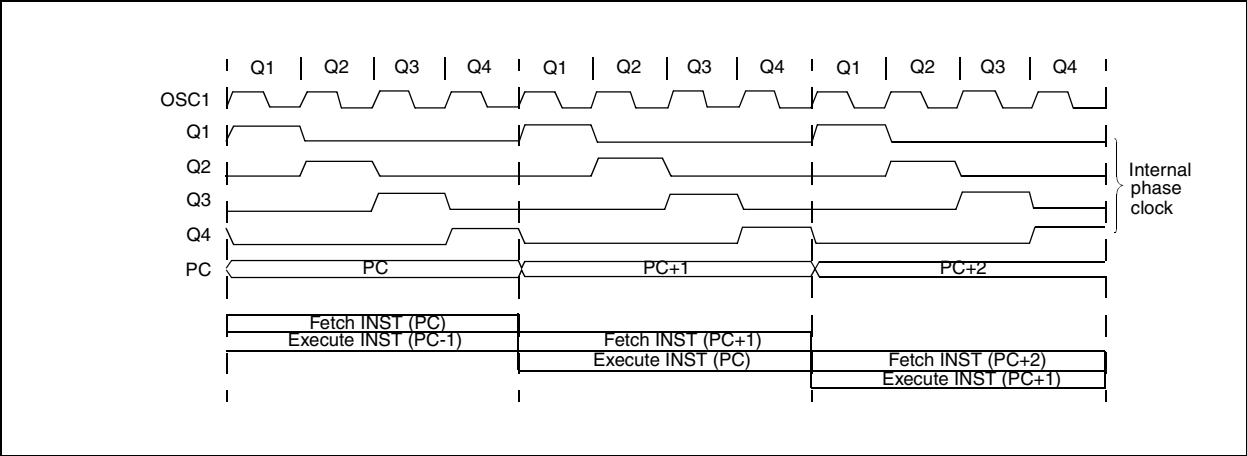 Q1 Q2 Q3 Q4 Q1 Q2 Q3 Q4 Q1 Q2 Q3 Q4
OSC1
Q1
Q2
Q3
Q4
PC
Internal
phase
clock
PC PC+1 PC+2
Fetch INST (PC)
Execute INST (PC-1) Fetch INST (PC+1)
Execute INST (PC) Fetch INST (PC+2)
Execute INST (PC+1)